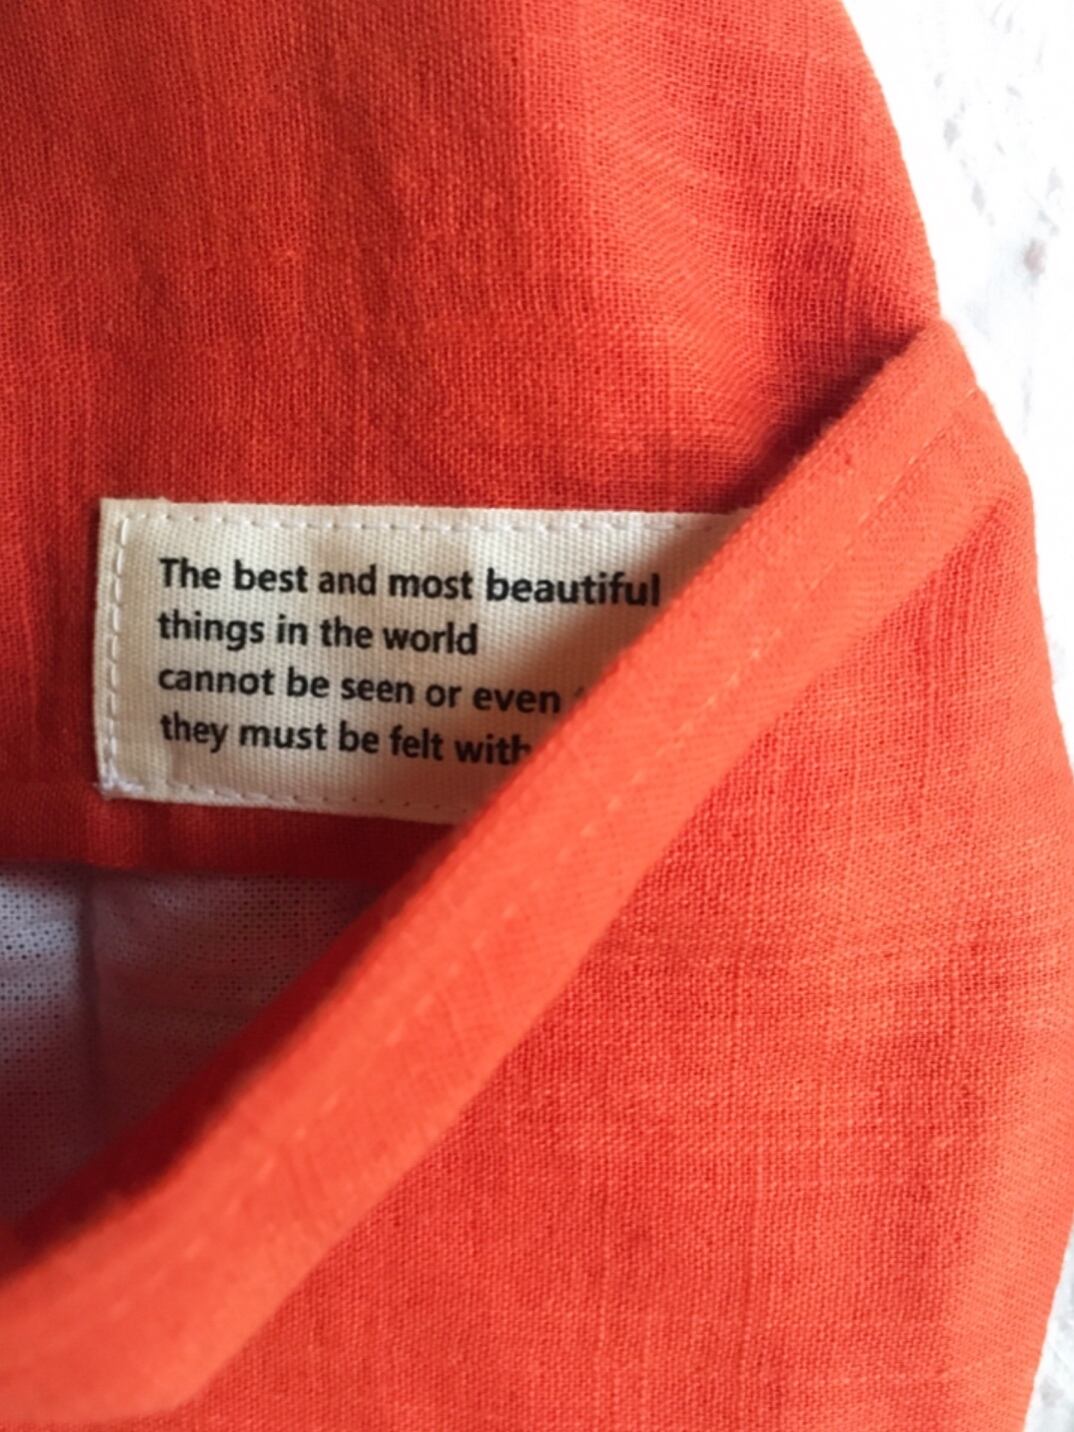 The best and most beautiful
things in the world
cannot be seen or even
they must be felt with